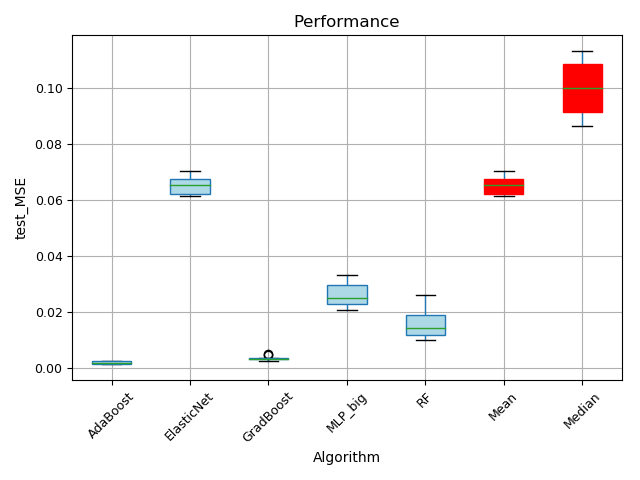 Performance
test_MSE
0.10
0.08
0.06
0.04
0.02
0.00
AdaBoost
ElasticNet
GradBoost
MLP_big
RF
Mean
Median
Algorithm